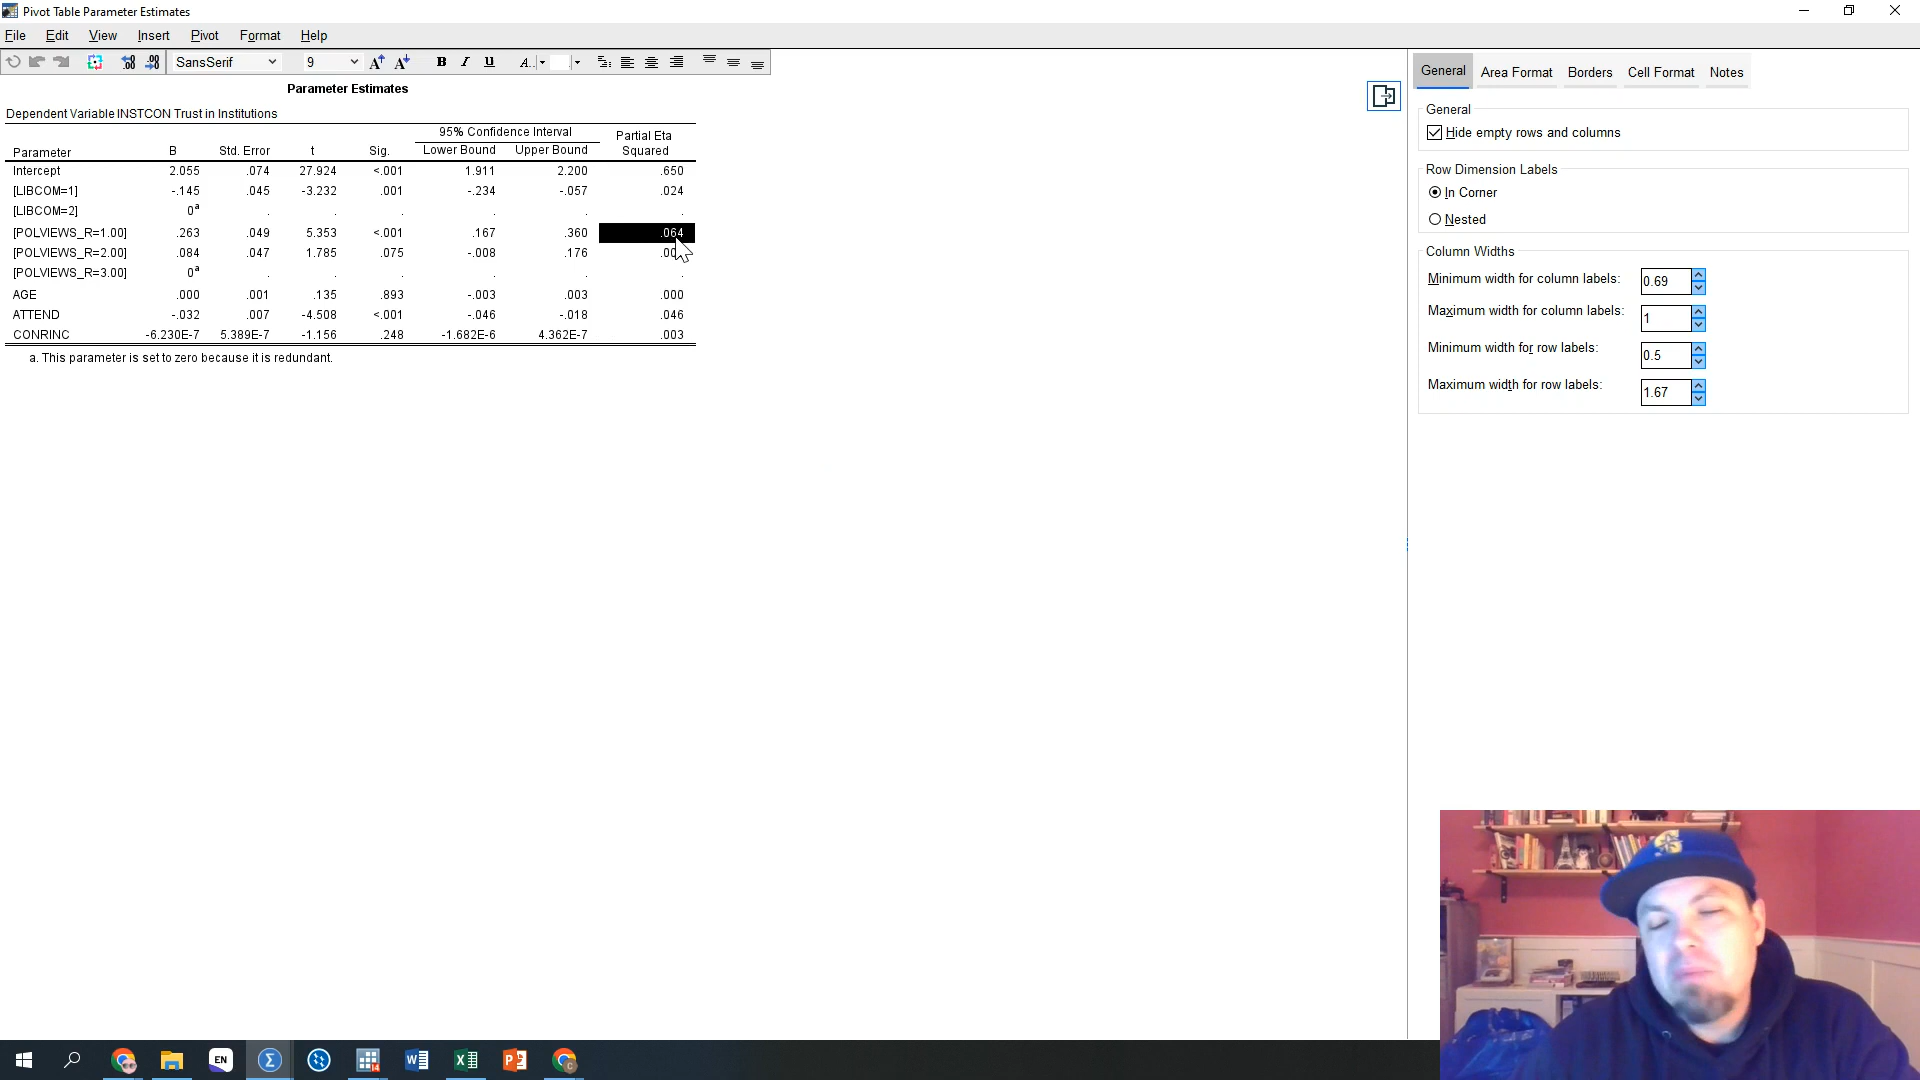 Pivot Table Parameter Estimates
File Edit View Insert Pivot Format Help
SansSerif 9 B I U A..
Parameter Estimates
Dependent Variable INSTCON Trust in Institutions
95% Confidence Interval Partial Eta
Parameter B Std. Error t Sig. Lower Bound Upper Bound Squared
Intercept 2.055 .074 27.924 <.001 1.911 2.200 .650
[LIBCOM=1] -.145 .045 -3.232 .001 -.234 -.057 .024
[LIBCOM=2] 0a . . . . . .
[POLVIEWS_R=1.00] .263 .049 5.353 <.001 .167 .360 .064
[POLVIEWS_R=2.00] .084 .047 1.785 .075 -.008 .176
[POLVIEWS_R=3.00] 0a . . . . . .
AGE .000 .001 .135 .893 -.003 .003 .000
ATTEND -.032 .007 -4.508 <.001 -.046 -.018 .046
CONRINC -6.230E-7 5.389E-7 -1.156 .248 -1.682E-6 4.362E-7 .003
a. This parameter is set to zero because it is redundant.
General Area Format Borders Cell Format Notes
General
Hide empty rows and columns
Row Dimension Labels
In Corner
Nested
Column Widths
Minimum width for column labels: 0.69
Maximum width for column labels: 1
Minimum width for row labels: 0.5
Maximum width for row labels: 1.67
EN